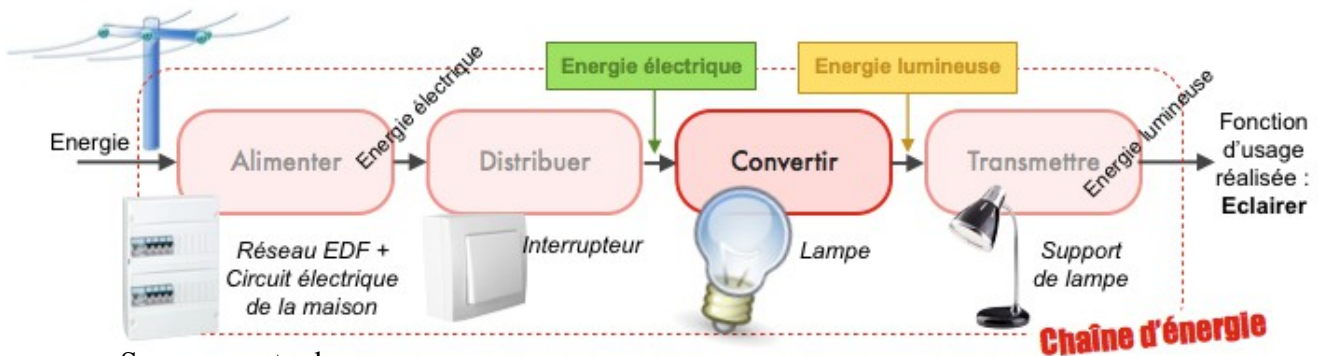 Energie électrique
Energie lumineuse
Energie
Alimenter
Energie électrique
Distribuer
Convertir
Transmettre
Energie lumineuse
Fonction
d'usage
réalisée :
Eclairer
Réseau EDF +
Circuit électrique
de la maison
Interrupteur
Lampe
Support
de lampe
Chaîne d'énergie